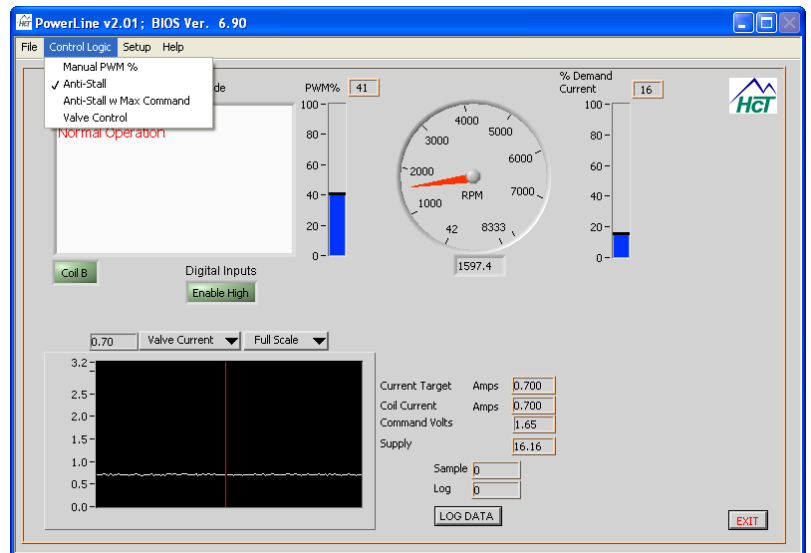 HCT PowerLine v2.01; BIOS Ver. 6.90
File Control Logic Setup Help
Manual PWM %
✓ Anti-Stall
Anti-Stall w Max Command
Valve Control
de
Normal Operation
PWM% 41
100
80
60
40
20
0
4000
5000
3000
6000
2000
RPM
7000
1000
42
8333
1597.4
% Demand
Current 16
100
80
60
40
20
0
HCT
Coil B
Digital Inputs
Enable High
0.70 Valve Current Full Scale
3.2
2.5
2.0
1.5
1.0
0.5
0.0
Current Target Amps 0.700
Coil Current Amps 0.700
Command Volts 1.65
Supply 16.16
Sample 0
Log 0
LOG DATA
EXIT